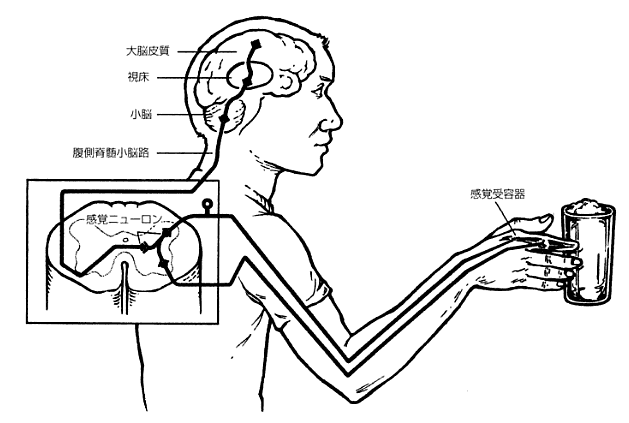 大脳皮質
視床
小脳
腹側脊髄小脳路
感覚ニューロン
感覚受容器